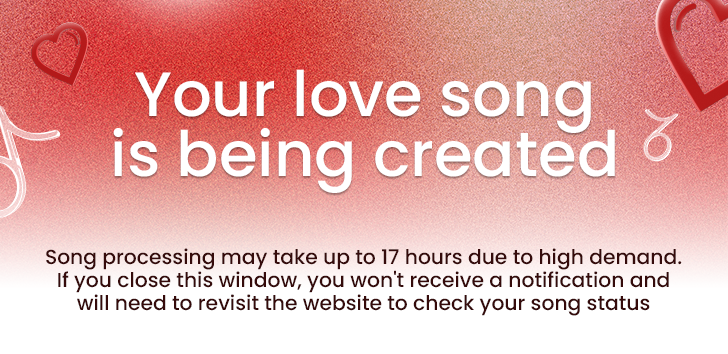 Your love song
is being created
Song processing may take up to 17 hours due to high demand.
If you close this window, you won't receive a notification and
will need to revisit the website to check your song status